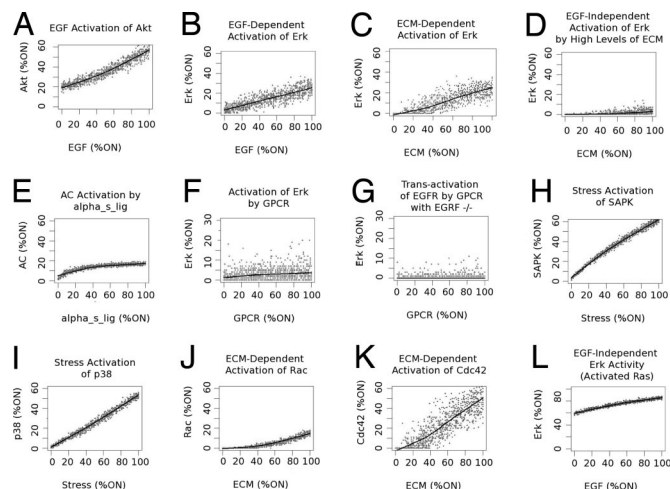 A
EGF Activation of Akt
Akt (%ON)
0 20 40 60
0 20 40 60 80 100
EGF (%ON)
B
EGF-Dependent
Activation of Erk
Erk (%ON)
0 20 40 60
0 20 40 60 80 100
EGF (%ON)
C
ECM-Dependent
Activation of Erk
Erk (%ON)
0 20 40 60
0 20 40 60 80 100
ECM (%ON)
D
EGF-Independent
Activation of Erk
by High Levels of ECM
Erk (%ON)
0 20 40 60
0 20 40 60 80 100
ECM (%ON)
E
AC Activation by
alpha_s_lig
AC (%ON)
0 20 40 60
0 20 40 60 80 100
alpha_s_lig (%ON)
F
Activation of Erk
by GPCR
Erk (%ON)
0 10 20 30
0 20 40 60 80 100
GPCR (%ON)
G
Trans-activation
of EGFR by GPCR
with EGRF -/-
Erk (%ON)
0 10 20 30
0 20 40 60 80 100
GPCR (%ON)
H
Stress Activation
of SAPK
SAPK (%ON)
0 20 40 60
0 20 40 60 80 100
Stress (%ON)
I
Stress Activation
of p38
p38 (%ON)
0 20 40 60
0 20 40 60 80 100
Stress (%ON)
J
ECM-Dependent
Activation of Rac
Rac (%ON)
0 20 40 60
0 20 40 60 80 100
ECM (%ON)
K
ECM-Dependent
Activation of Cdc42
Cdc42 (%ON)
0 20 40 60
0 20 40 60 80 100
ECM (%ON)
L
EGF-Independent
Erk Activity
(Activated Ras)
Erk (%ON)
0 20 40 60 80
0 20 40 60 80 100
EGF (%ON)